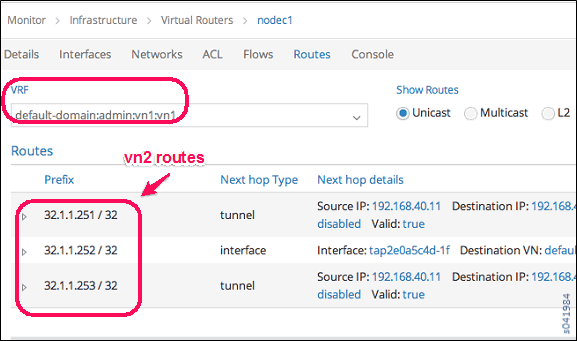 Monitor > Infrastructure > Virtual Routers > nodec1
Details Interfaces Networks ACL Flows Routes Console
VRF Show Routes
default-domain:admin:vn1:vn1 Unicast Multicast L2
Routes
vn2 routes
Prefix Next hop Type Next hop details
32.1.1.251 / 32 tunnel Source IP: 192.168.40.11 Destination IP: 192.168.4
disabled Valid: true
32.1.1.252 / 32 interface Interface: tap2e0a5c4d-1f Destination VN: defau
32.1.1.253 / 32 tunnel Source IP: 192.168.40.11 Destination IP: 192.168.4
disabled Valid: true
s041984